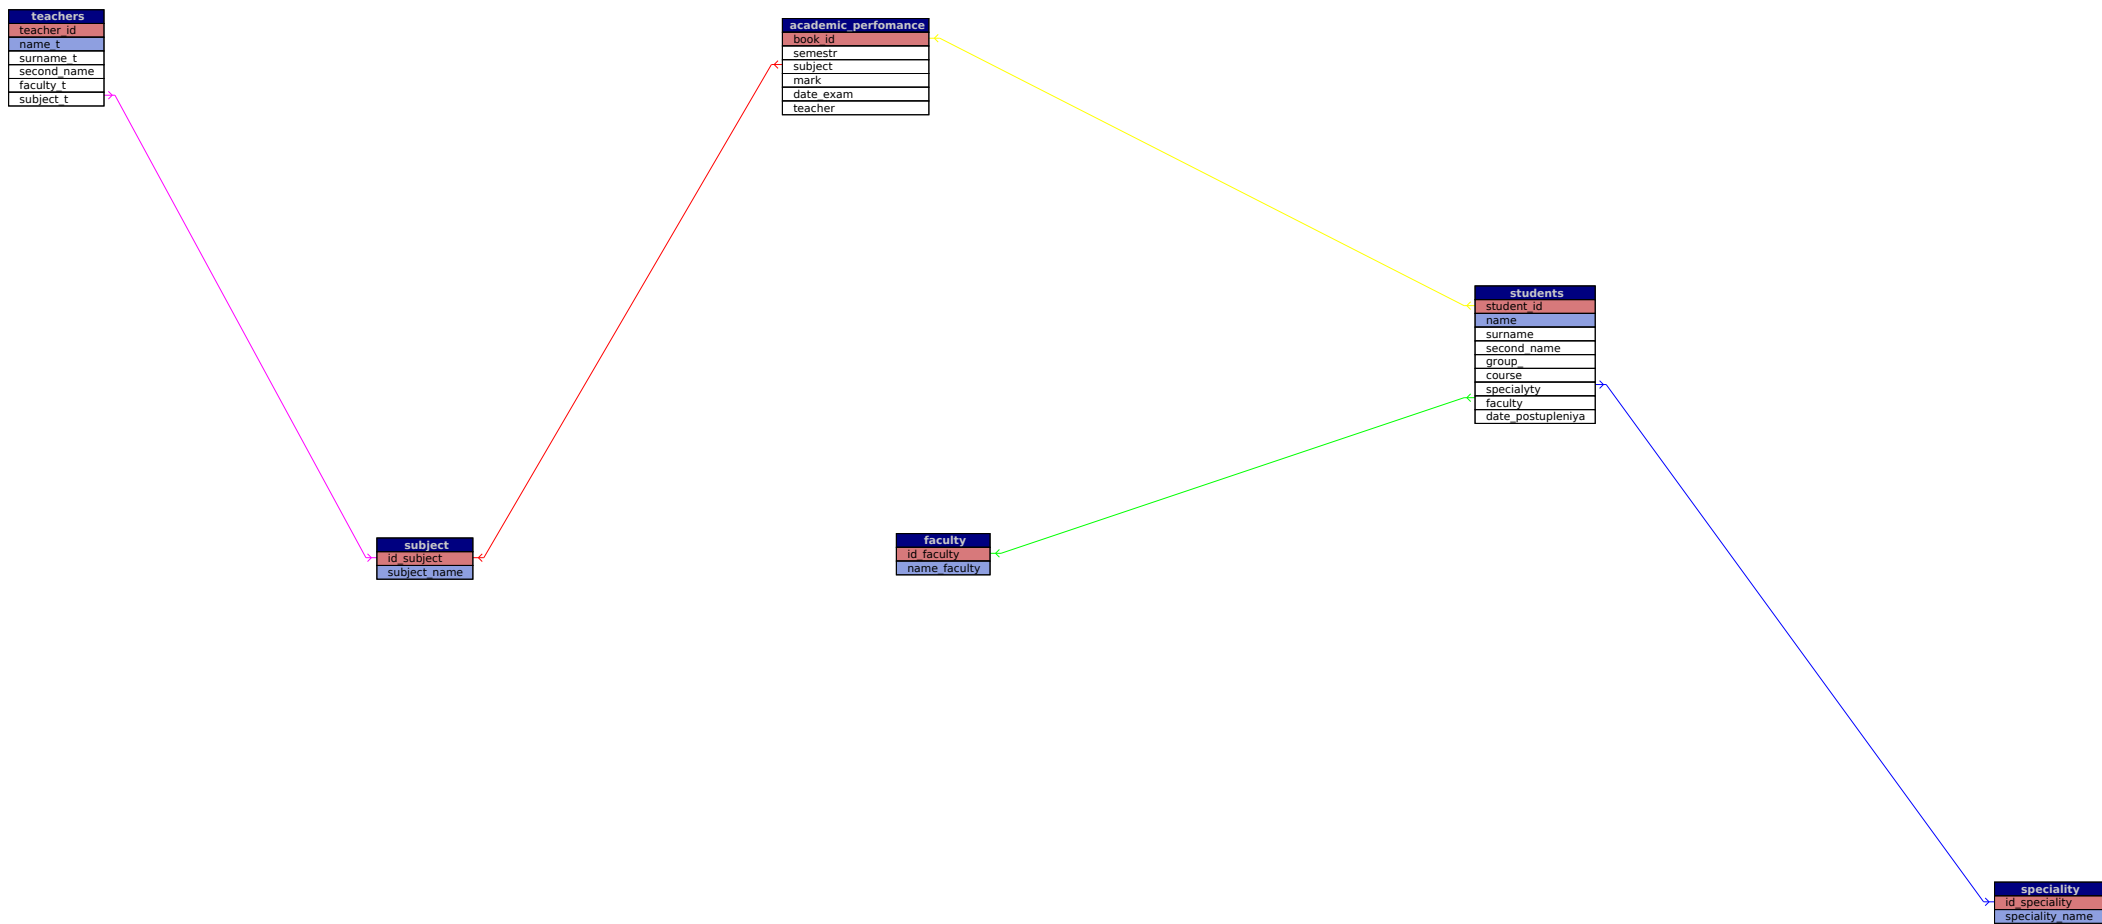 teachers
teacher_id
name_t
surname_t
second_name
faculty_t
subject_t
academic_perfomance
book_id
semestr
subject
mark
date_exam
teacher
students
student_id
name
surname
second_name
group_
course
specialyty
faculty
date_postupleniya
subject
id_subject
subject_name
faculty
id_faculty
name_faculty
speciality
id_speciality
speciality_name